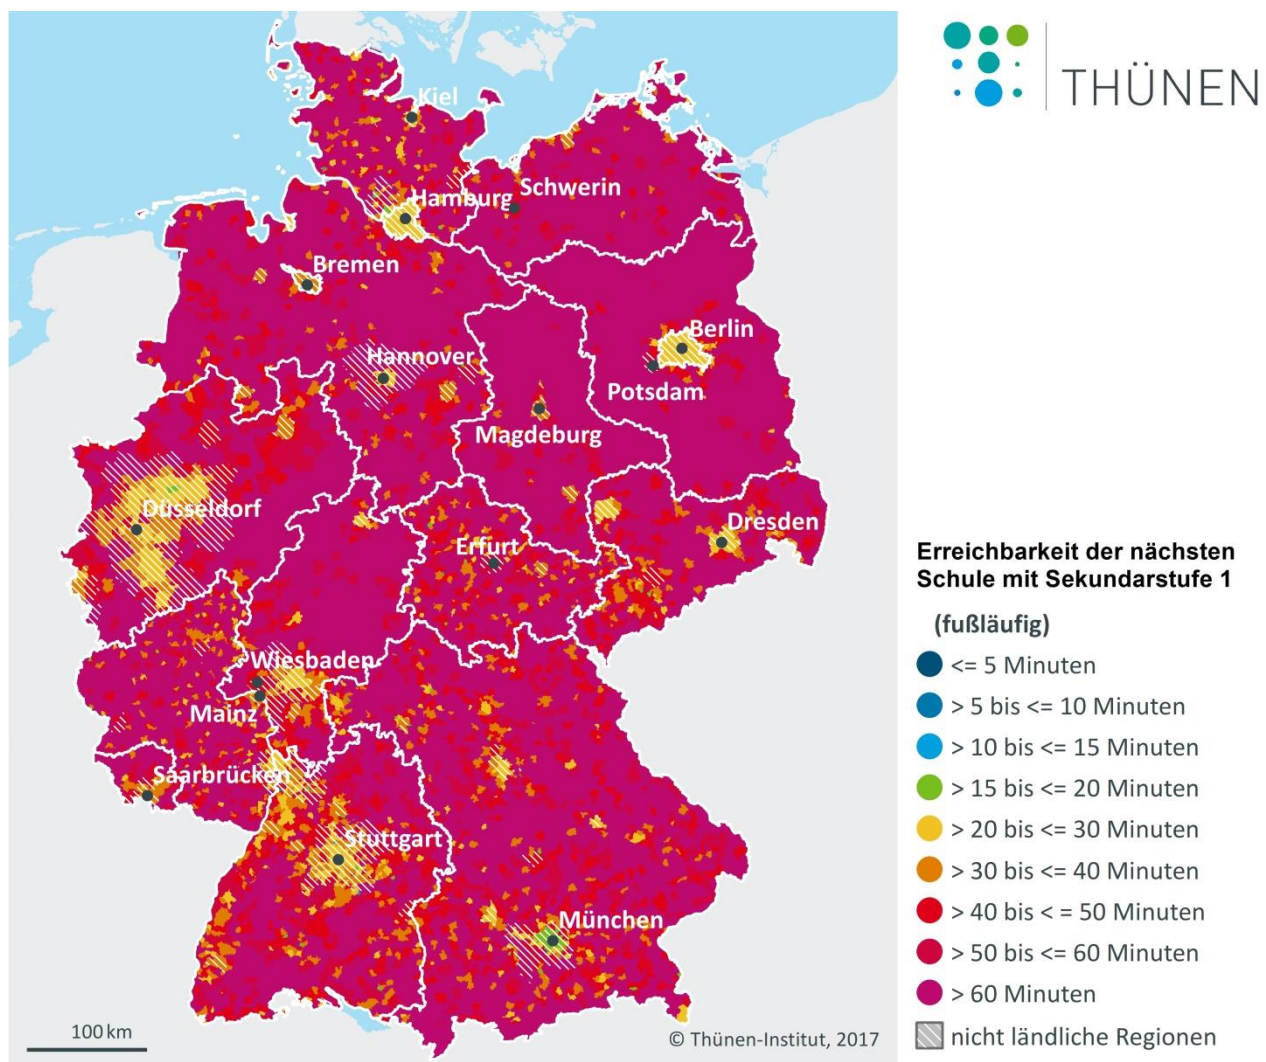 THÜNEN
Kiel
Schwerin
Hamburg
Bremen
Berlin
Hannover
Potsdam
Magdeburg
Düsseldorf
Dresden
Erfurt
Wiesbaden
Mainz
Saarbrücken
Stuttgart
München
100 km
© Thünen-Institut, 2017
Erreichbarkeit der nächsten
Schule mit Sekundarstufe 1
(fußläufig)
<= 5 Minuten
> 5 bis <= 10 Minuten
> 10 bis <= 15 Minuten
> 15 bis <= 20 Minuten
> 20 bis <= 30 Minuten
> 30 bis <= 40 Minuten
> 40 bis < = 50 Minuten
> 50 bis <= 60 Minuten
> 60 Minuten
nicht ländliche Regionen